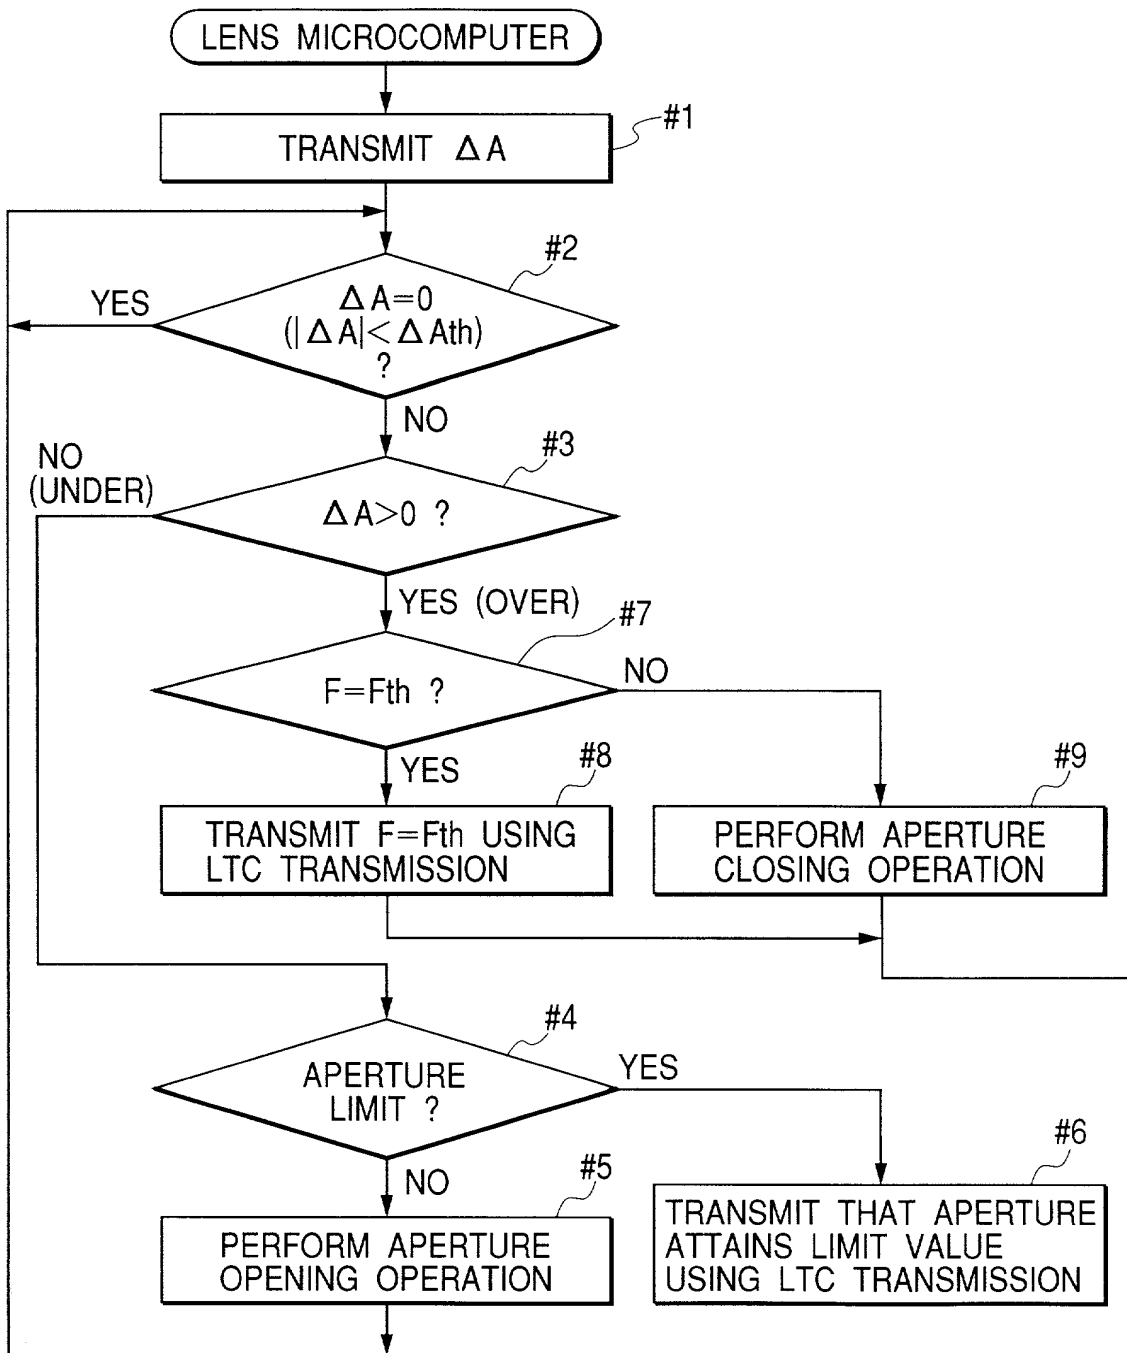 LENS MICROCOMPUTER
#1
TRANSMIT ΔA
#2
YES
ΔA=0
(|ΔA|<ΔAth)
?
NO
#3
NO
(UNDER)
ΔA>0 ?
YES (OVER)
#7
NO
F=Fth ?
YES
#8
#9
TRANSMIT F=Fth USING
LTC TRANSMISSION
PERFORM APERTURE
CLOSING OPERATION
#4
YES
APERTURE
LIMIT ?
NO
#5
#6
PERFORM APERTURE
OPENING OPERATION
TRANSMIT THAT APERTURE
ATTAINS LIMIT VALUE
USING LTC TRANSMISSION